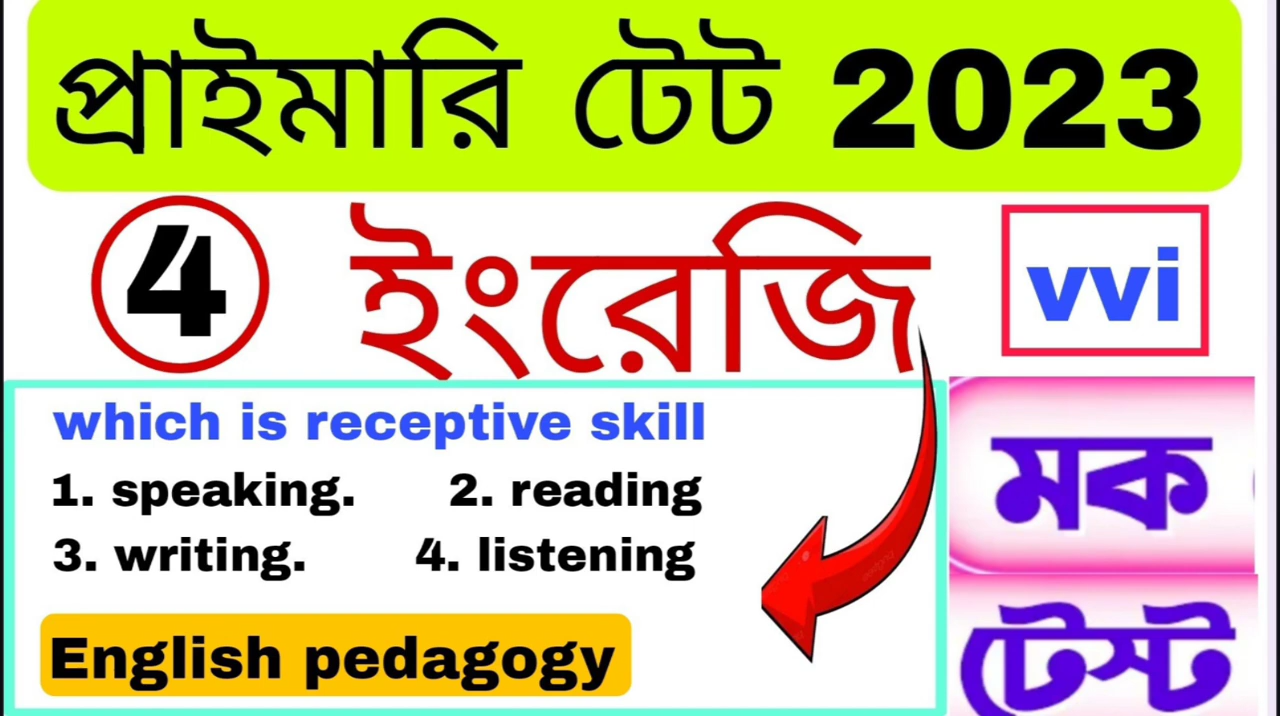 প্রাইমারি টেট 2023
4 ইংরেজি vvi
which is receptive skill
1. speaking. 2. reading
3. writing. 4. listening
English pedagogy
মক
টেস্ট